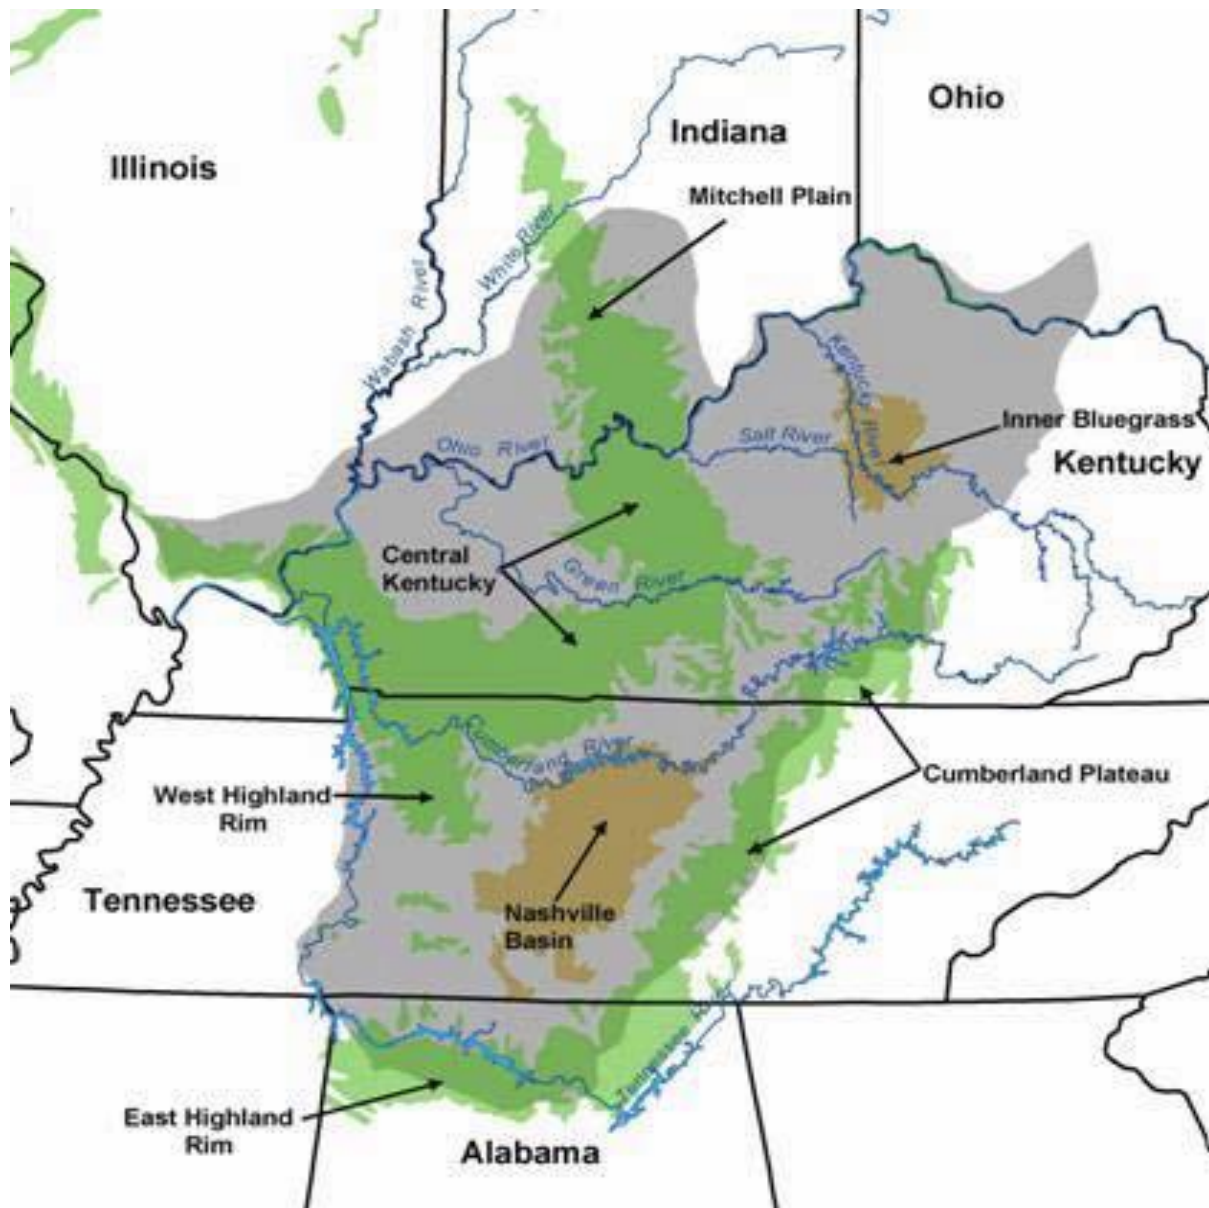 Ohio
Indiana
Illinois
Mitchell Plain
White River
Wabash River
Kentucky River
Inner Bluegrass
Ohio River
Salt River
Kentucky
Central
Kentucky
Green River
Cumberland River
Cumberland Plateau
West Highland
Rim
Tennessee
Nashville
Basin
Tennessee River
East Highland
Rim
Alabama